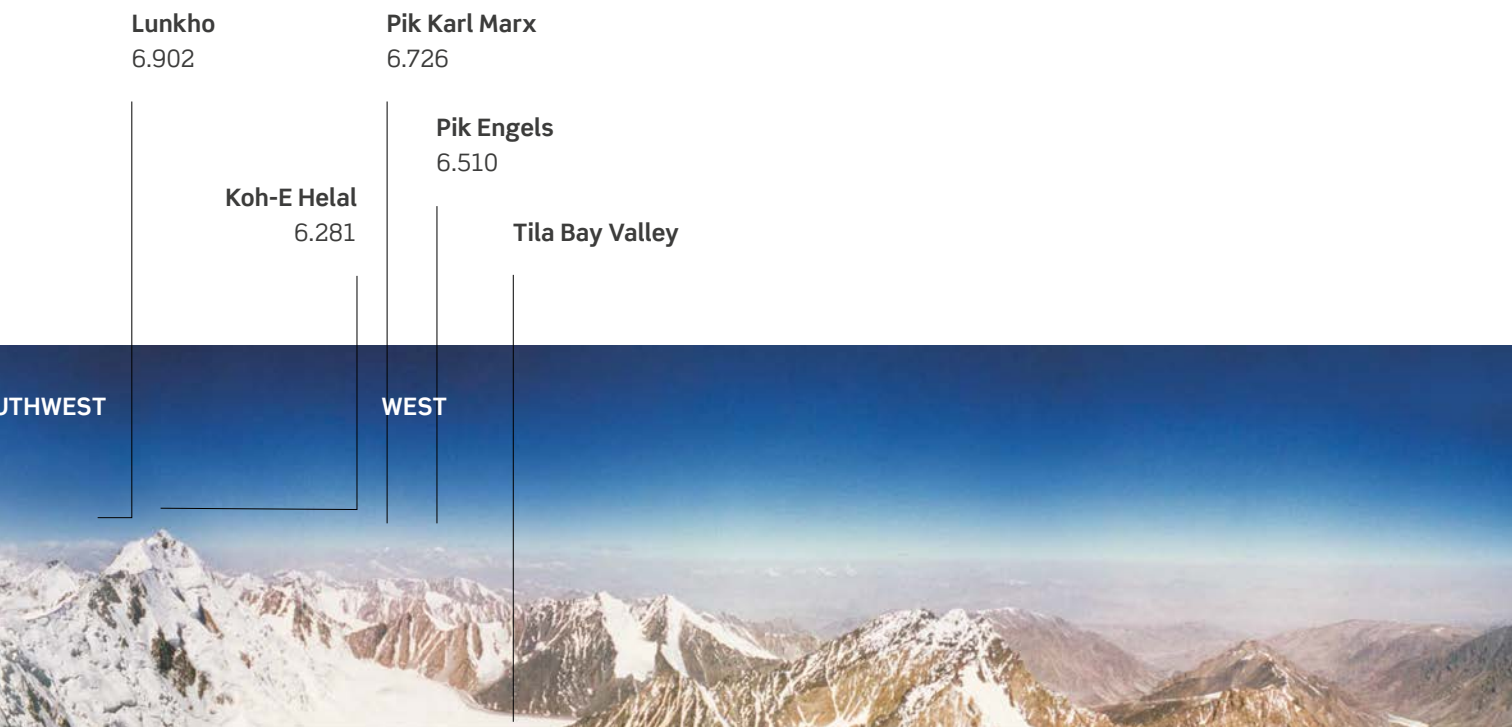 Lunkho
6.902
Pik Karl Marx
6.726
Pik Engels
6.510
Koh-E Helal
6.281
Tila Bay Valley
UTHWEST
WEST